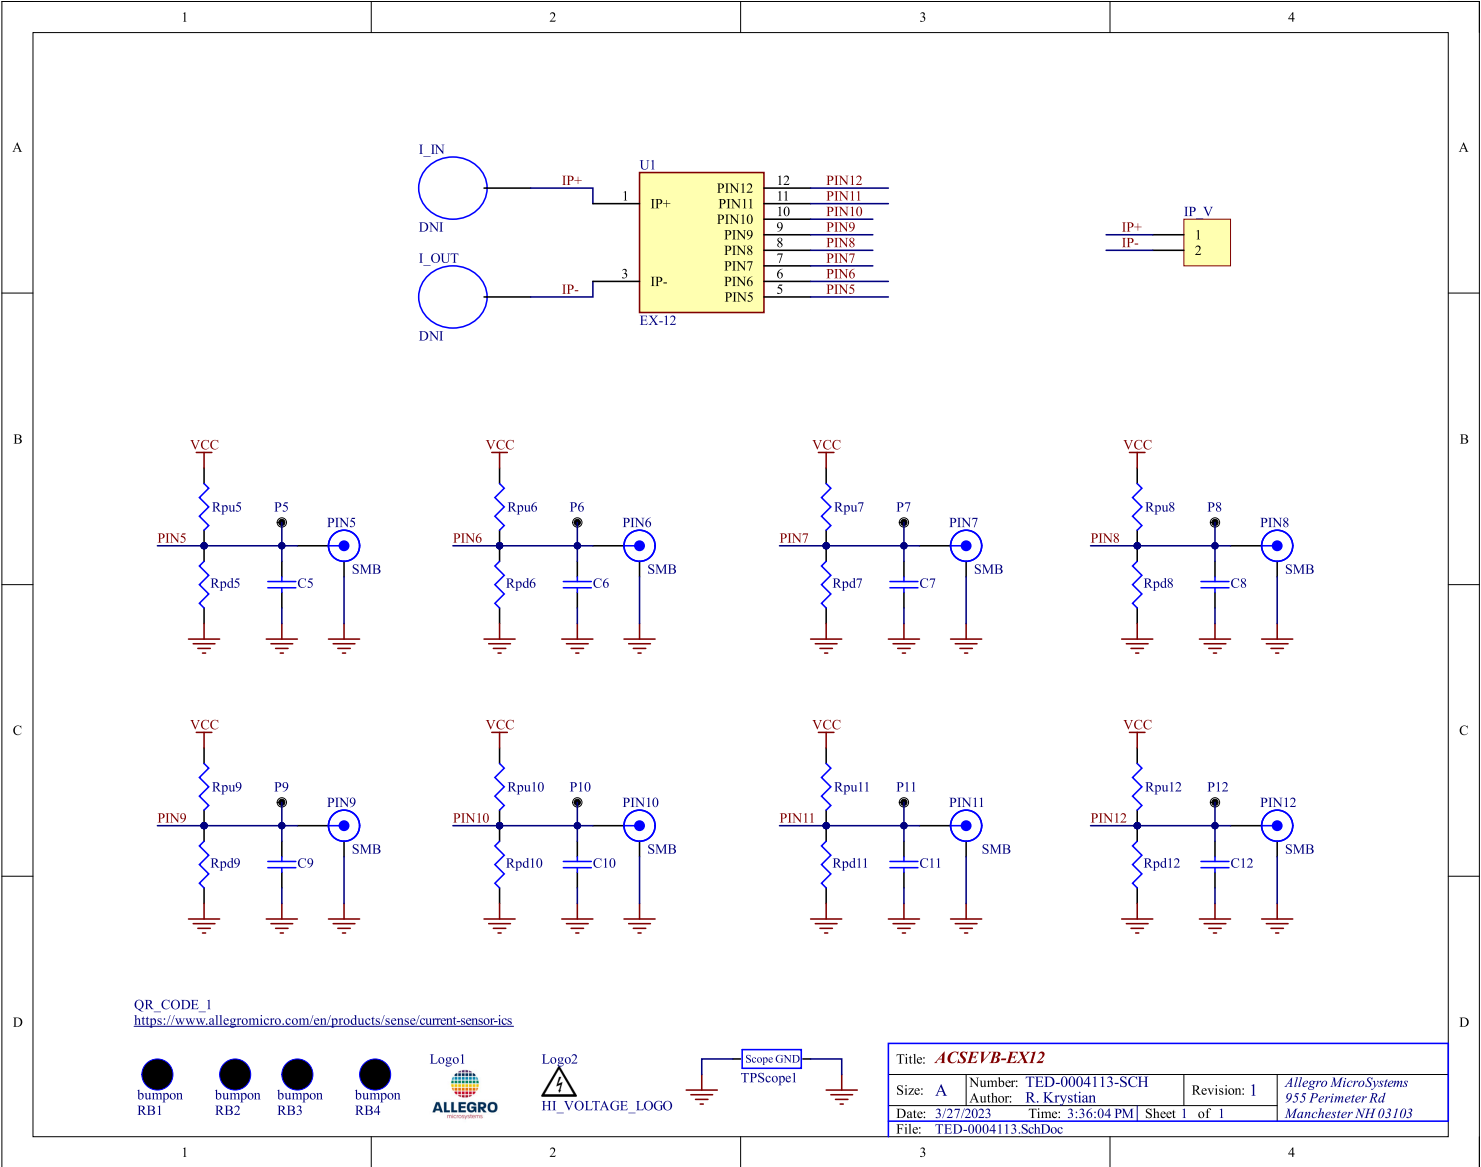 1 2 3 4
A A
I_IN
DNI
IP+
I_OUT
DNI
IP-
U1
1 IP+
3 IP-
PIN12 12 PIN12
PIN11 11 PIN11
PIN10 10 PIN10
PIN9 9 PIN9
PIN8 8 PIN8
PIN7 7 PIN7
PIN6 6 PIN6
PIN5 5 PIN5
EX-12
IP_V
IP+ 1
IP- 2
B B
VCC VCC VCC VCC
Rpu5 P5 PIN5 Rpu6 P6 PIN6 Rpu7 P7 PIN7 Rpu8 P8 PIN8
PIN5 PIN6 PIN7 PIN8
SMB SMB SMB SMB
Rpd5 C5 Rpd6 C6 Rpd7 C7 Rpd8 C8
C C
VCC VCC VCC VCC
Rpu9 P9 PIN9 Rpu10 P10 PIN10 Rpu11 P11 PIN11 Rpu12 P12 PIN12
PIN9 PIN10 PIN11 PIN12
SMB SMB SMB SMB
Rpd9 C9 Rpd10 C10 Rpd11 C11 Rpd12 C12
D D
QR_CODE_1
https://www.allegromicro.com/en/products/sense/current-sensor-ics
bumpon bumpon bumpon bumpon
RB1 RB2 RB3 RB4
Logo1
ALLEGRO
microsystems
Logo2
HI_VOLTAGE_LOGO
Scope GND
TPScope1
Title: ACSEVB-EX12
Size: A
Number: TED-0004113-SCH
Author: R. Krystian
Revision: 1
Allegro MicroSystems
955 Perimeter Rd
Manchester NH 03103
Date: 3/27/2023 Time: 3:36:04 PM Sheet 1 of 1
File: TED-0004113.SchDoc
1 2 3 4